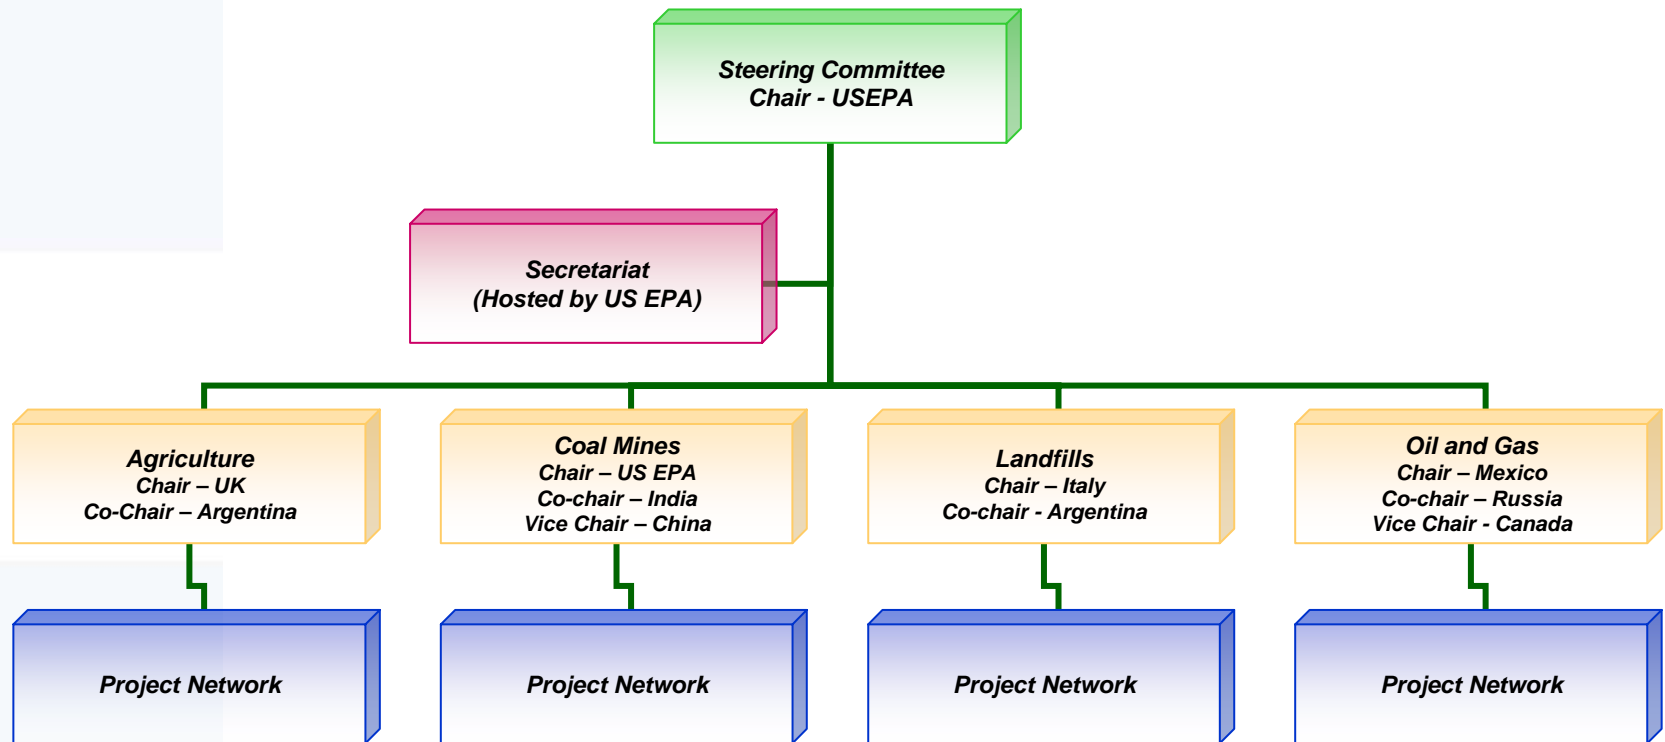 Steering Committee
Chair - USEPA
Secretariat
(Hosted by US EPA)
Agriculture
Chair – UK
Co-Chair – Argentina
Coal Mines
Chair – US EPA
Co-chair – India
Vice Chair – China
Landfills
Chair – Italy
Co-chair - Argentina
Oil and Gas
Chair – Mexico
Co-chair – Russia
Vice Chair - Canada
Project Network
Project Network
Project Network
Project Network